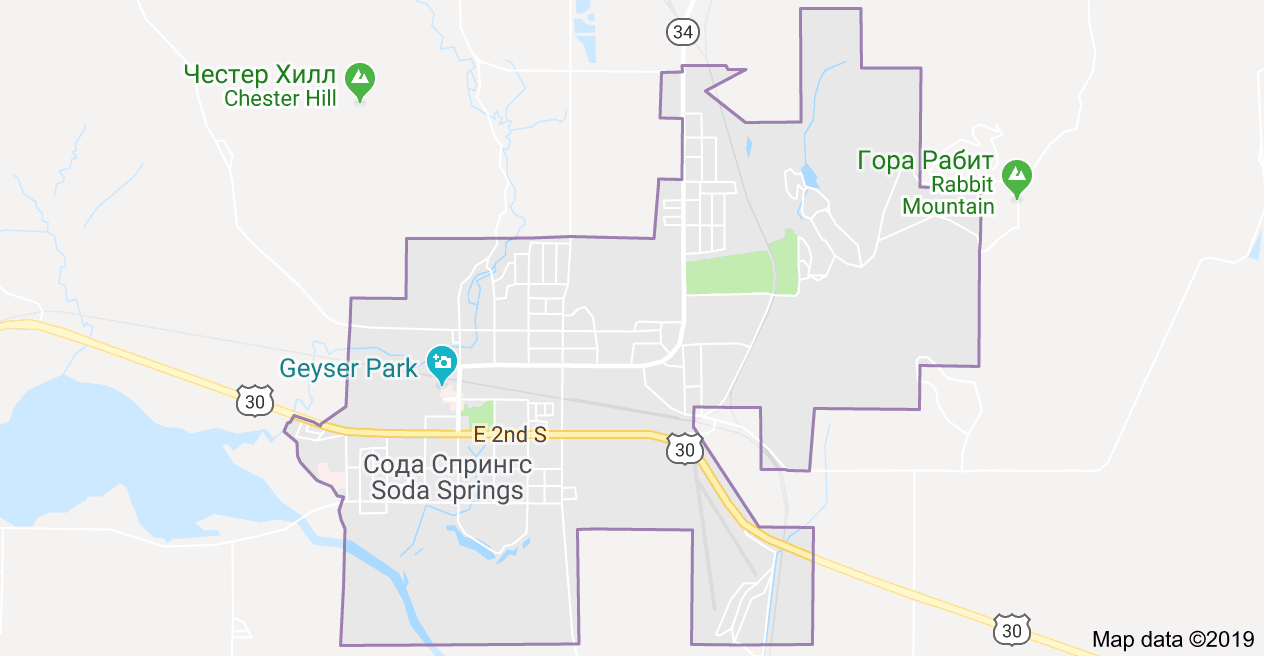 34
Честер Хилл
Chester Hill
Гора Рабит
Rabbit
Mountain
Geyser Park
30
E 2nd S
30
Сода Спрингс
Soda Springs
30
Map data ©2019